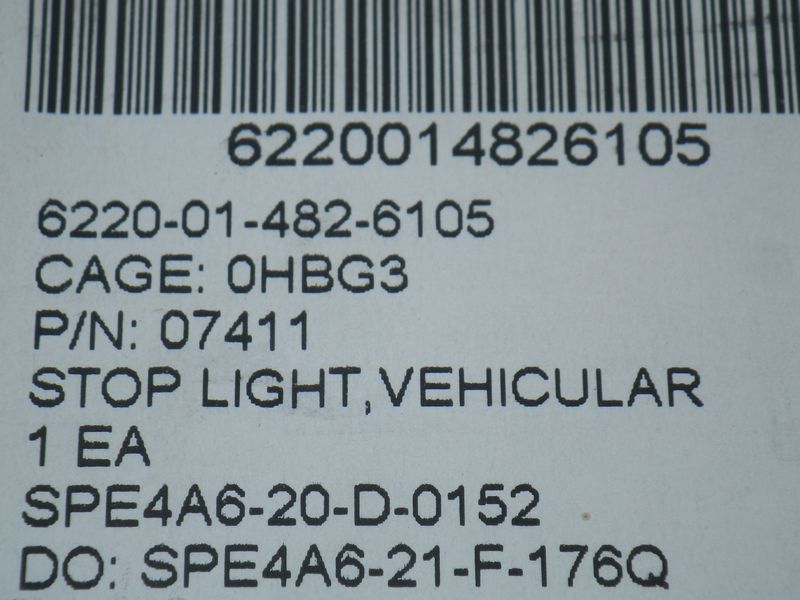 6220014826105
6220-01-482-6105
CAGE: 0HBG3
P/N: 07411
STOP LIGHT,VEHICULAR
1 EA
SPE4A6-20-D-0152
DO: SPE4A6-21-F-176Q